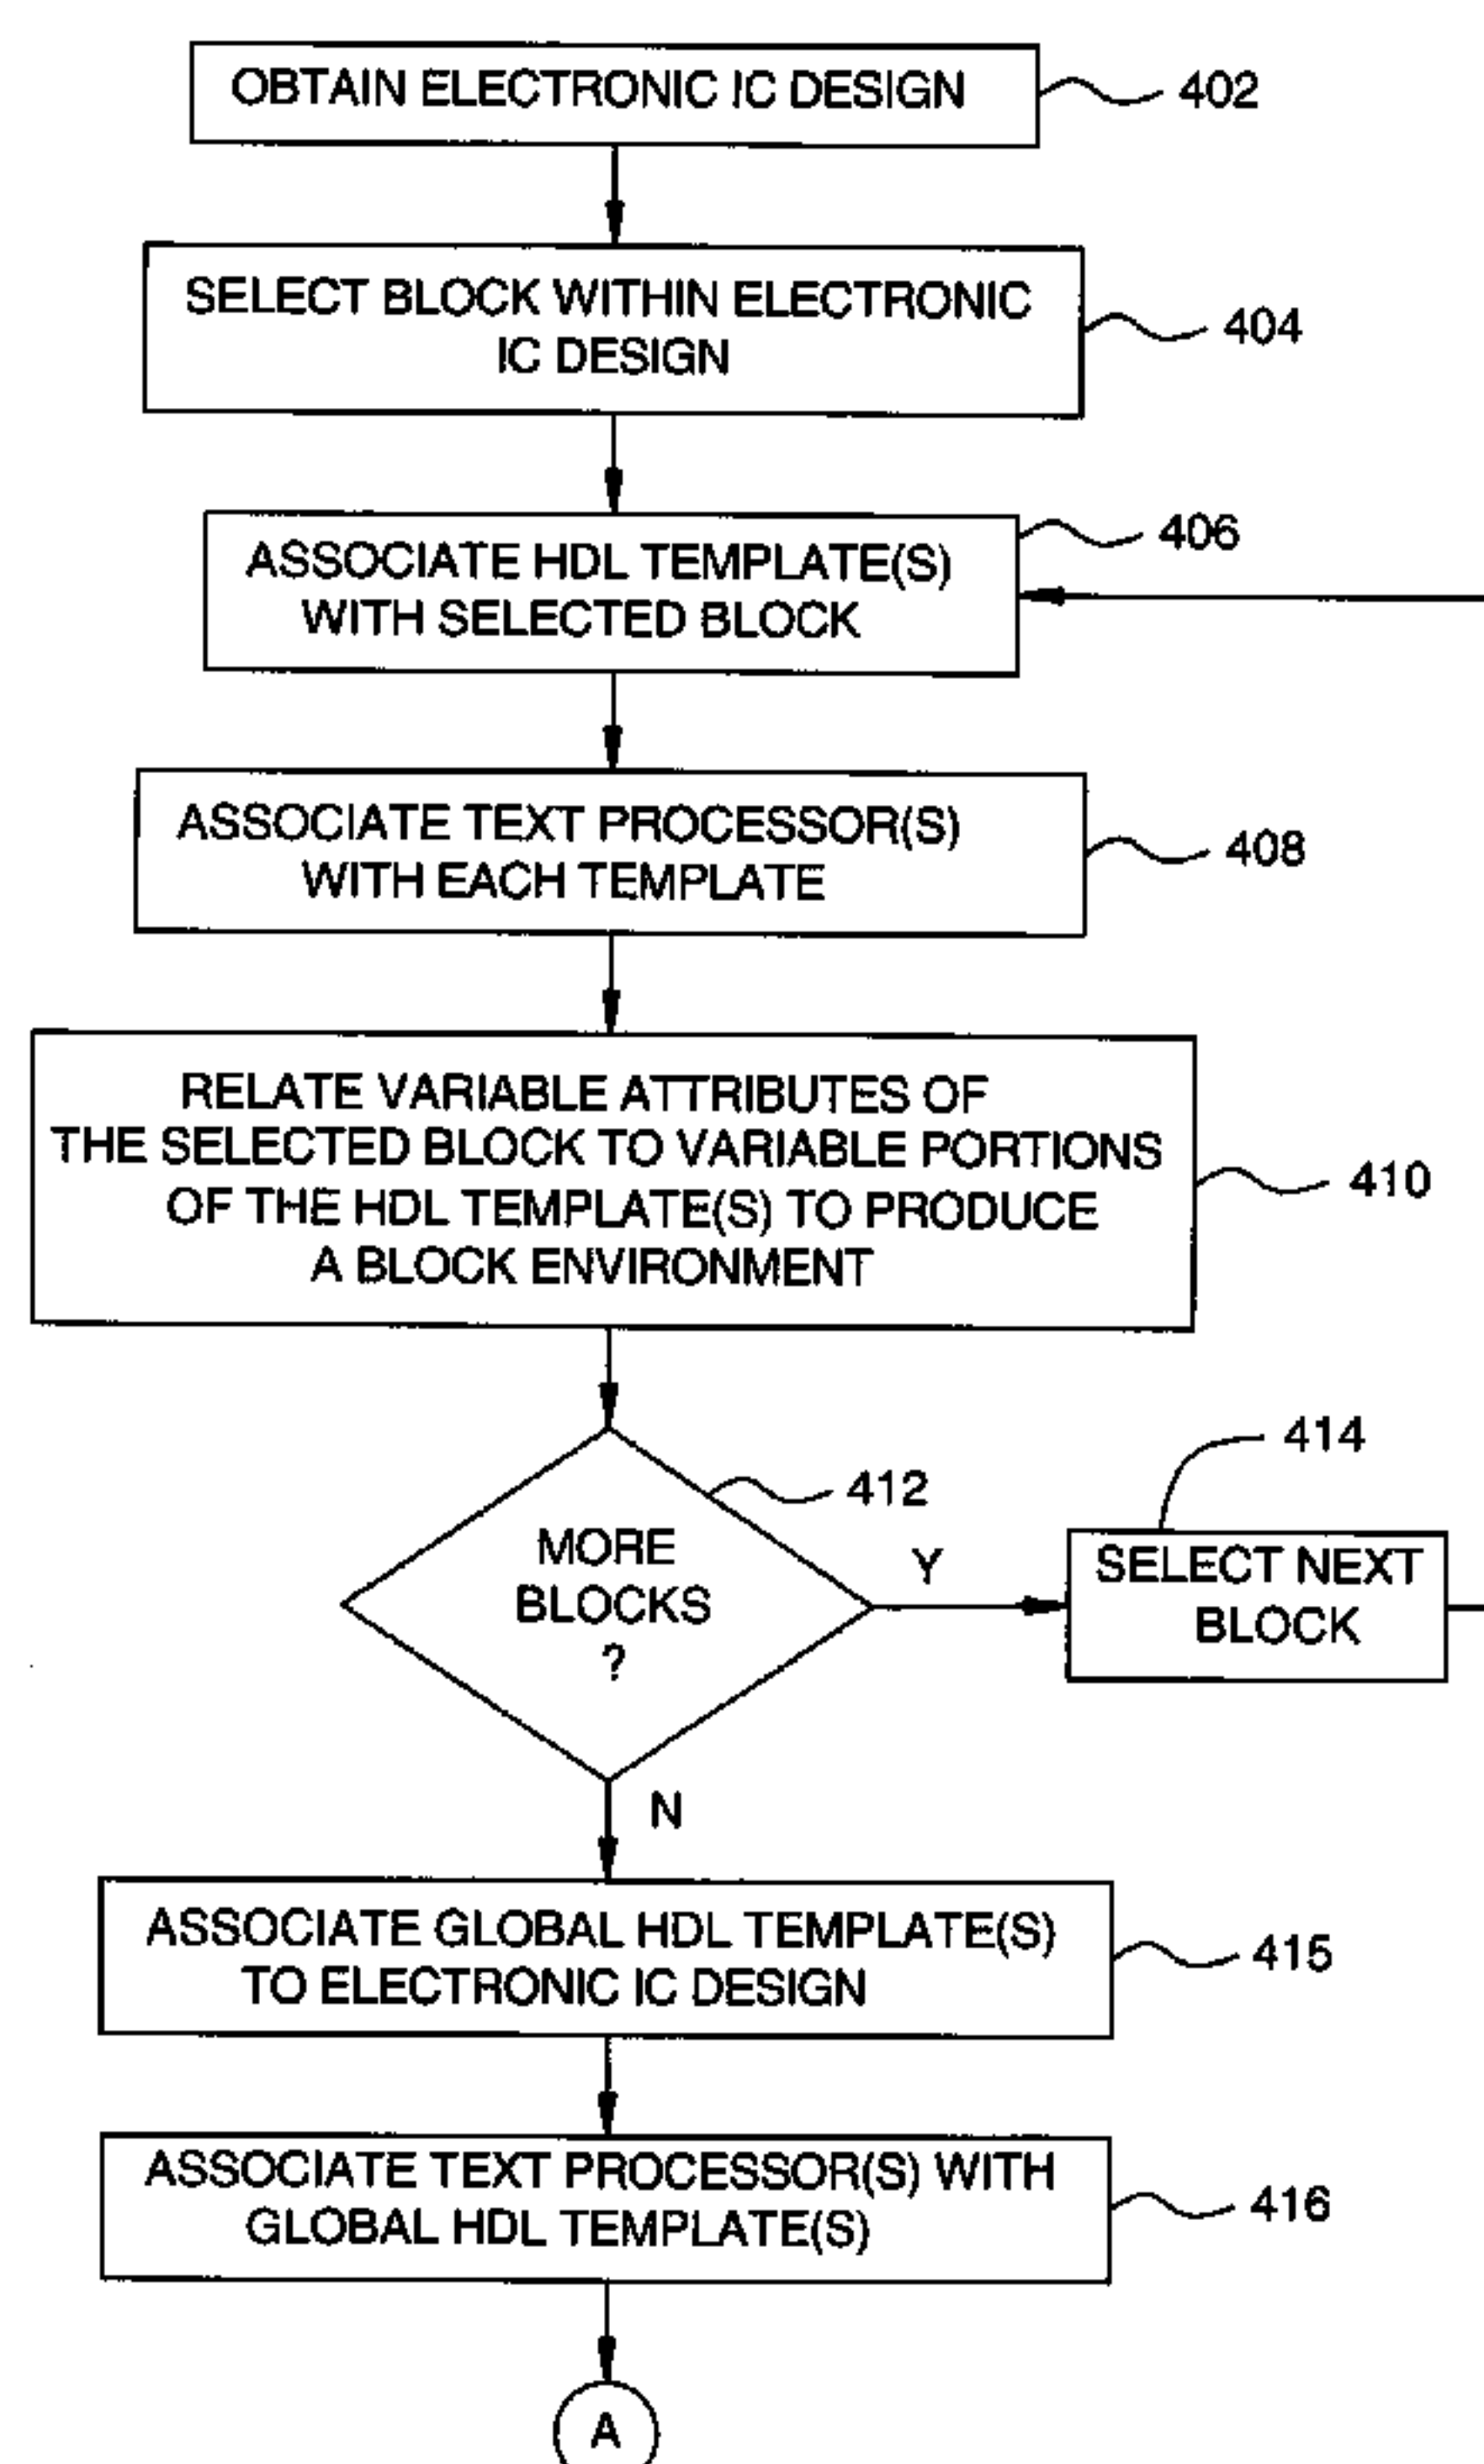 OBTAIN ELECTRONIC IC DESIGN
402
SELECT BLOCK WITHIN ELECTRONIC
IC DESIGN
404
406
ASSOCIATE HDL TEMPLATE(S)
WITH SELECTED BLOCK
ASSOCIATE TEXT PROCESSOR(S)
WITH EACH TEMPLATE
408
RELATE VARIABLE ATTRIBUTES OF
THE SELECTED BLOCK TO VARIABLE PORTIONS
OF THE HDL TEMPLATE(S) TO PRODUCE
A BLOCK ENVIRONMENT
410
412
MORE
BLOCKS
?
Y
414
SELECT NEXT
BLOCK
N
ASSOCIATE GLOBAL HDL TEMPLATE(S)
TO ELECTRONIC IC DESIGN
415
ASSOCIATE TEXT PROCESSOR(S) WITH
GLOBAL HDL TEMPLATE(S)
416
A